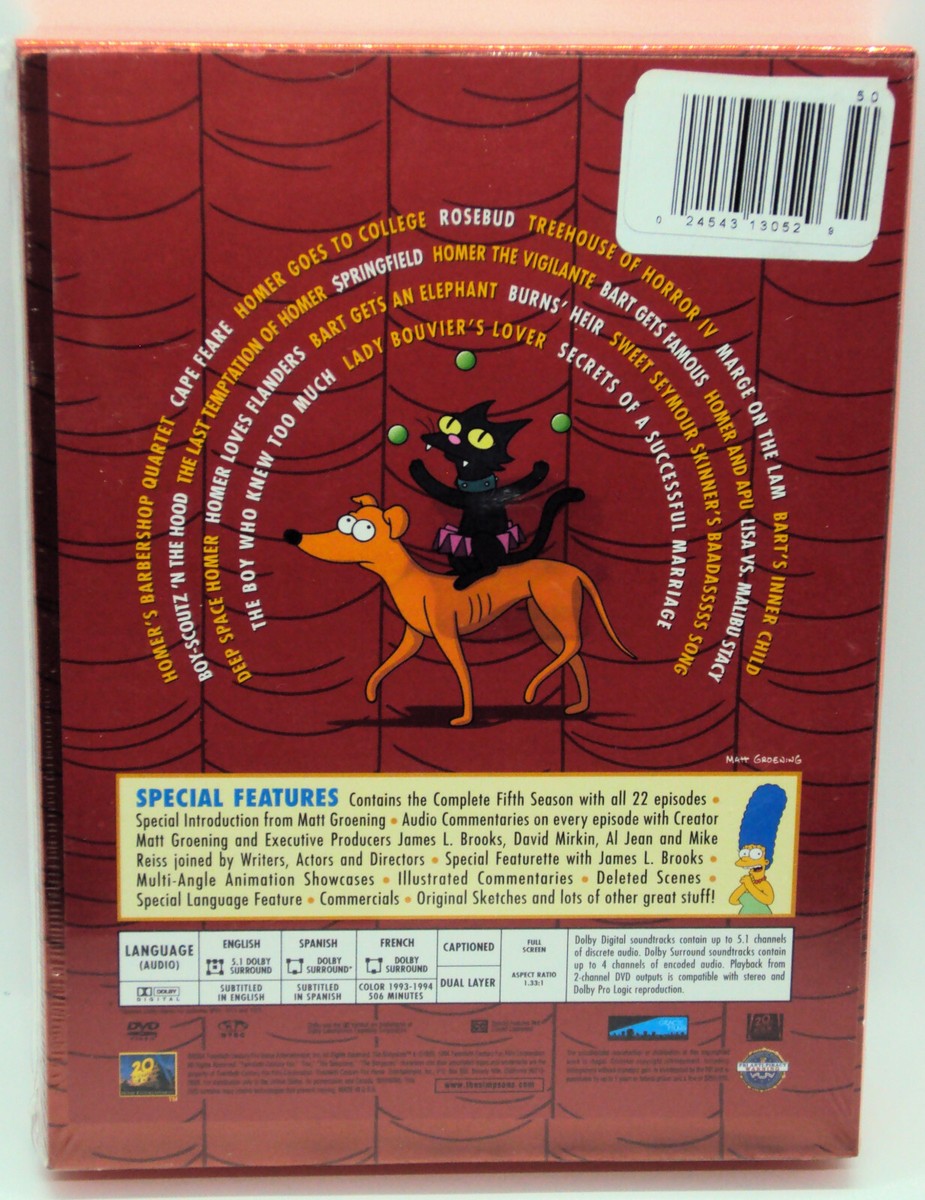 50
0 24543 13052 9
HOMER'S BARBERSHOP QUARTET CAPE FEARE HOMER GOES TO COLLEGE ROSEBUD TREEHOUSE OF HORROR IV MARGE ON THE LAM BART'S INNER CHILD
BOY-SCOUTZ 'N THE HOOD THE LAST TEMPTATION OF HOMER $PRINGFIELD HOMER THE VIGILANTE BART GETS FAMOUS HOMER AND APU LISA VS. MALIBU STACY
DEEP SPACE HOMER HOMER LOVES FLANDERS BART GETS AN ELEPHANT BURNS' HEIR SWEET SEYMOUR SKINNER'S BAADASSSSS SONG
THE BOY WHO KNEW TOO MUCH LADY BOUVIER'S LOVER SECRETS OF A SUCCESSFUL MARRIAGE
MATT GROENING
SPECIAL FEATURES Contains the Complete Fifth Season with all 22 episodes •
Special Introduction from Matt Groening • Audio Commentaries on every episode with Creator
Matt Groening and Executive Producers James L. Brooks, David Mirkin, Al Jean and Mike
Reiss joined by Writers, Actors and Directors • Special Featurette with James L. Brooks •
Multi-Angle Animation Showcases • Illustrated Commentaries • Deleted Scenes •
Special Language Feature • Commercials • Original Sketches and lots of other great stuff!
LANGUAGE
(AUDIO)
DOLBY
DIGITAL
ENGLISH
5.1 DOLBY
SURROUND
SUBTITLED
IN ENGLISH
SPANISH
DOLBY
SURROUND*
SUBTITLED
IN SPANISH
FRENCH
DOLBY
SURROUND
COLOR 1993-1994
506 MINUTES
CAPTIONED
DUAL LAYER
FULL
SCREEN
ASPECT RATIO
1.33:1
Dolby Digital soundtracks contain up to 5.1 channels
of discrete audio. Dolby Surround soundtracks contain
up to 4 channels of encoded audio. Playback from
2-channel DVD outputs is compatible with stereo and
Dolby Pro Logic reproduction.
DVD
NTSC
20
TM
www.thesimpsons.com